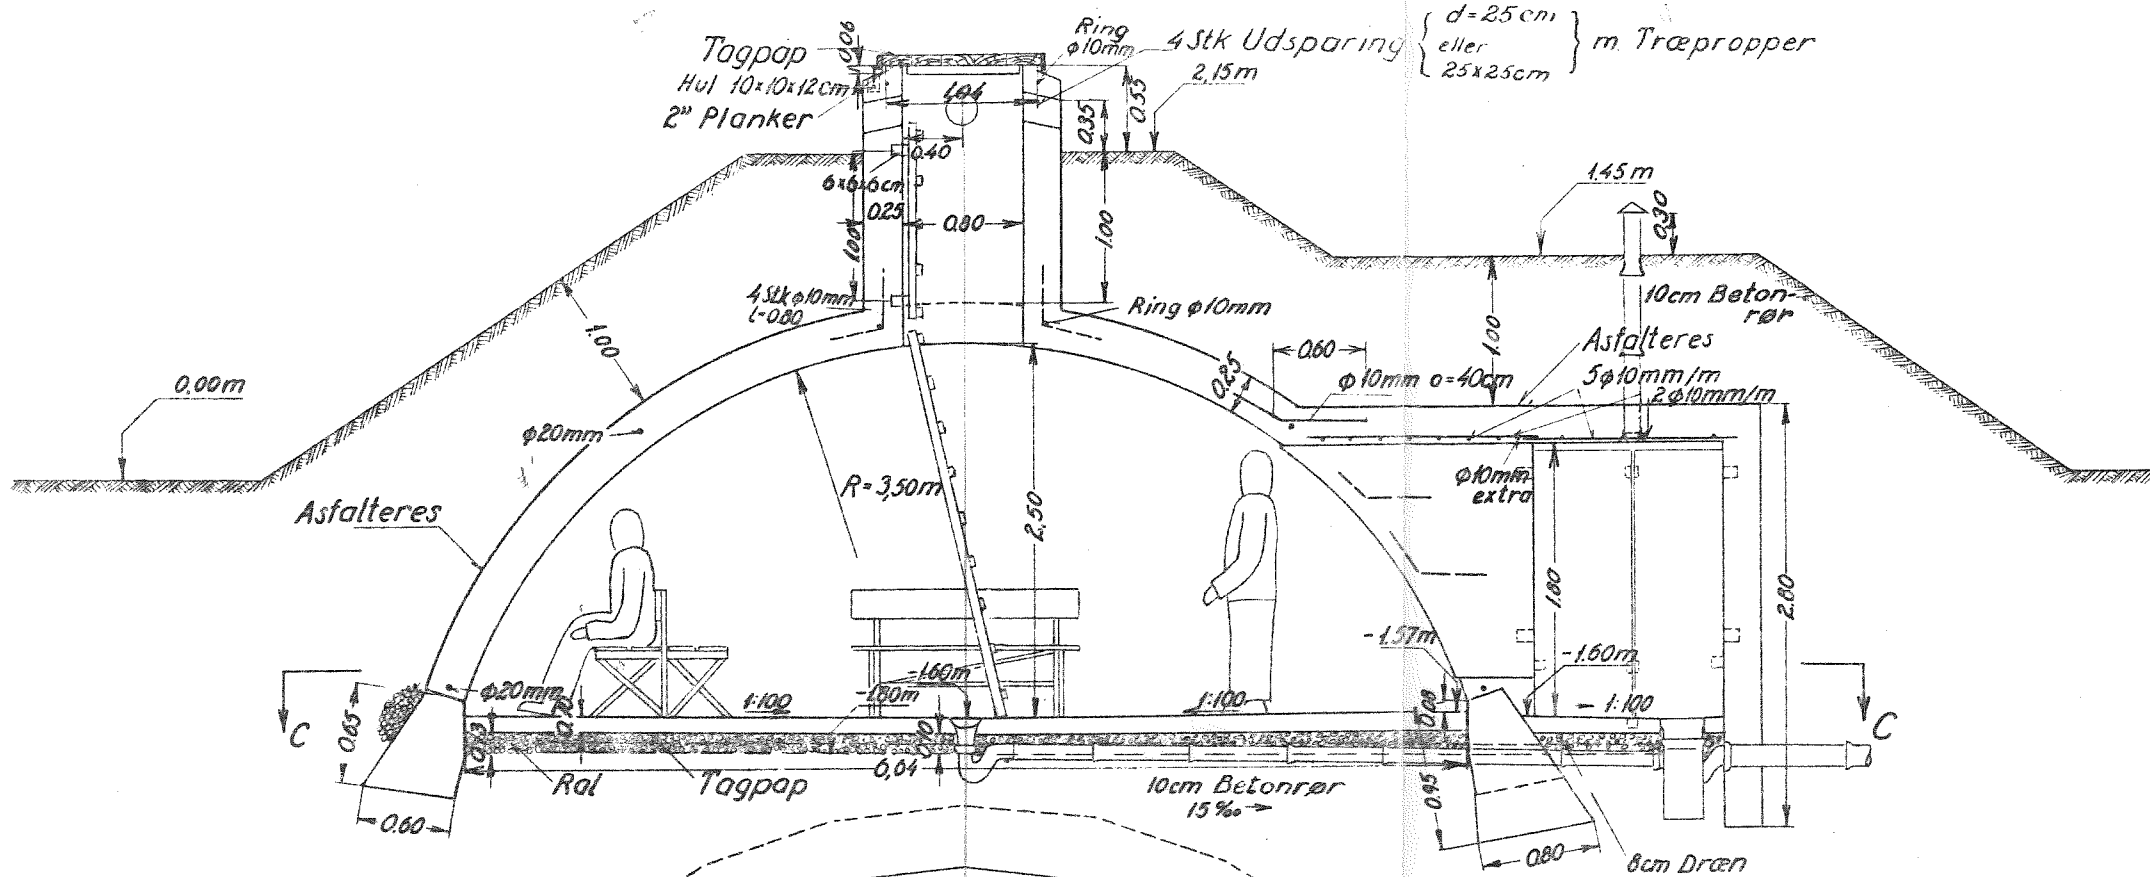 Tagpap
Hul 10x10x12cm
2" Planker
0,06
Ring
φ10mm
4 Stk Udsparing
d=25cm
eller
25x25cm
m. Træpropper
2,15m
1,04
0.35
0.55
0.40
6x6x6cm
0.25
0.80
1.00
1.00
1.45m
0.30
4 Stk φ10mm
l=0.80
Ring φ10mm
10cm Beton-
rør
1.00
0,00m
1.00
0.60
0.25
φ10mm a=40cm
Asfalteres
5φ10mm/m
2φ10mm/m
φ20mm
R=3,50m
2,50
φ10mm
extra
Asfalteres
1.80
2.80
-1.57m
-1.60m
-1.60m
-1.80m
φ20mm
1:100
1:100
1:100
0.08
0.10
0.65
C
C
6,64
Ral
Tagpap
10cm Betonrør
15‰
0.95
0.60
0.80
8cm Dræn